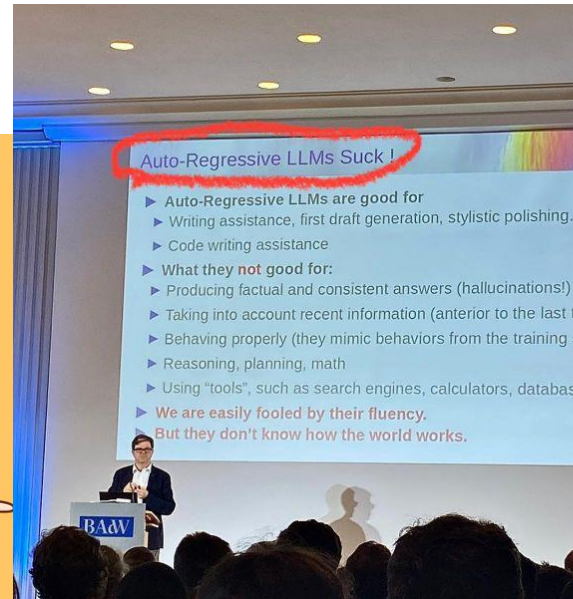 Auto-Regressive LLMs Suck !
Auto-Regressive LLMs are good for
Writing assistance, first draft generation, stylistic polishing.
Code writing assistance
What they not good for:
Producing factual and consistent answers (hallucinations!)
Taking into account recent information (anterior to the last
Behaving properly (they mimic behaviors from the training
Reasoning, planning, math
Using “tools”, such as search engines, calculators,
We are easily fooled by their fluency.
But they don't know how the world works.
BAdW